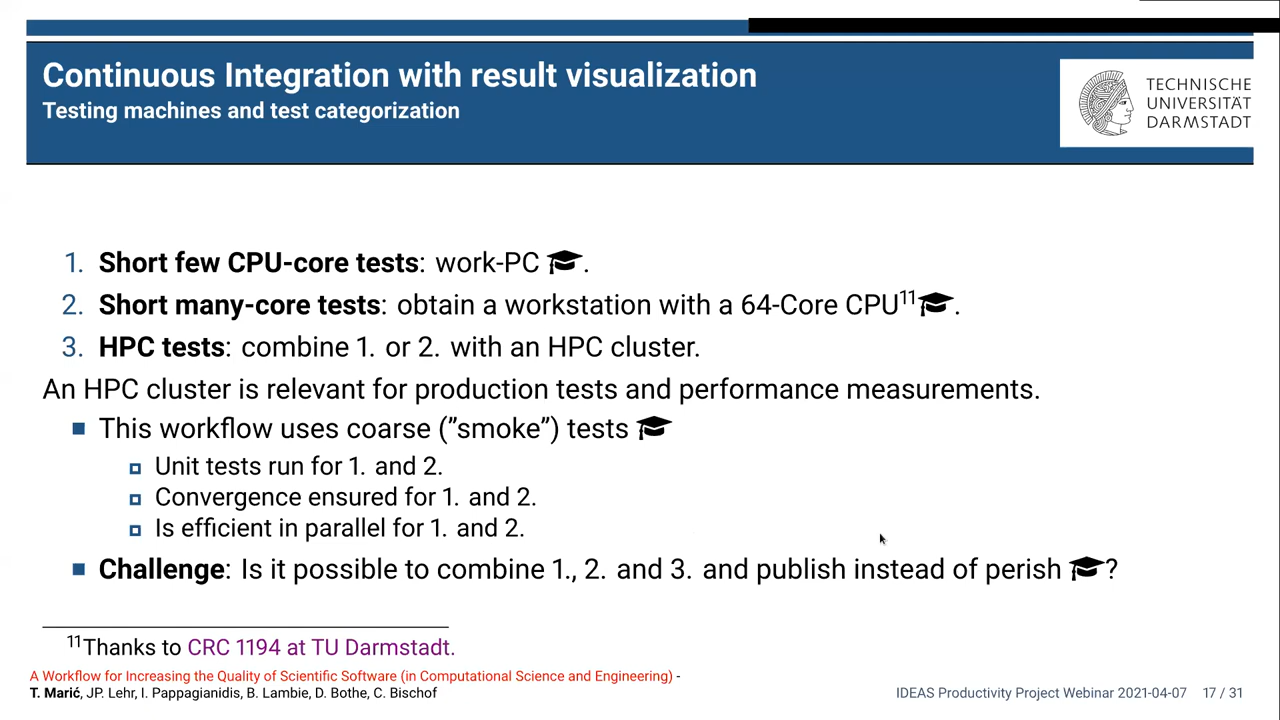 Continuous Integration with result visualization
Testing machines and test categorization
TECHNISCHE
UNIVERSITÄT
DARMSTADT
1. Short few CPU-core tests: work-PC .
2. Short many-core tests: obtain a workstation with a 64-Core CPU11 .
3. HPC tests: combine 1. or 2. with an HPC cluster.
An HPC cluster is relevant for production tests and performance measurements.
This workflow uses coarse (”smoke”) tests
Unit tests run for 1. and 2.
Convergence ensured for 1. and 2.
Is efficient in parallel for 1. and 2.
Challenge: Is it possible to combine 1., 2. and 3. and publish instead of perish ?
11Thanks to CRC 1194 at TU Darmstadt.
A Workflow for Increasing the Quality of Scientific Software (in Computational Science and Engineering) -
T. Marić, JP. Lehr, I. Pappagianidis, B. Lambie, D. Bothe, C. Bischof
IDEAS Productivity Project Webinar 2021-04-07 17 / 31